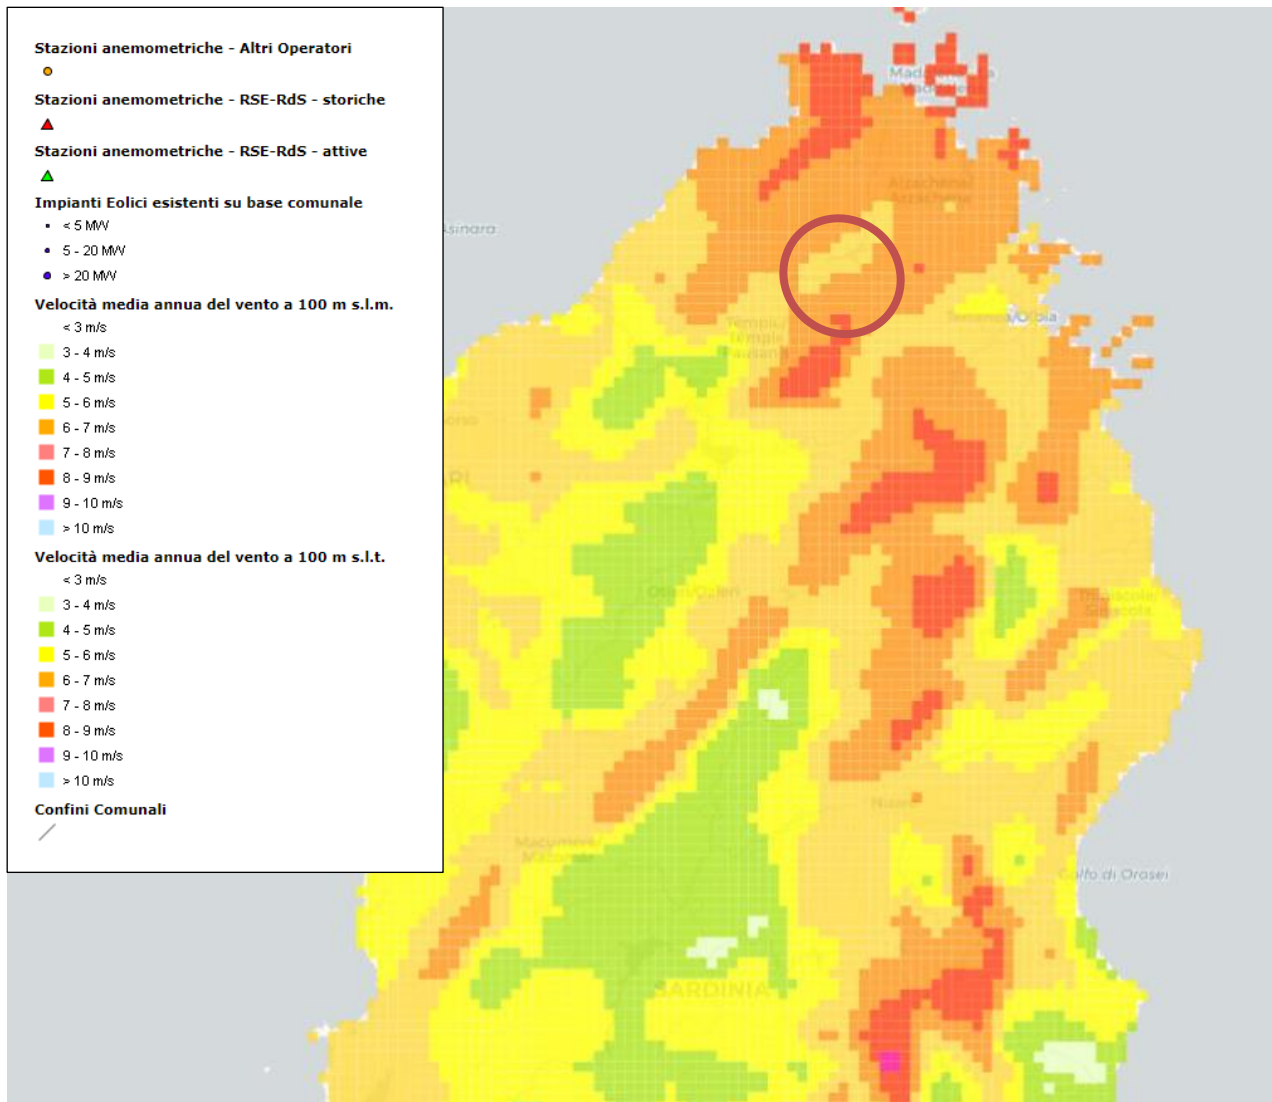 Stazioni anemometriche - Altri Operatori
Stazioni anemometriche - RSE-RdS - storiche
Stazioni anemometriche - RSE-RdS - attive
Impianti Eolici esistenti su base comunale
< 5 MW
5 - 20 MW
> 20 MW
Velocità media annua del vento a 100 m s.l.m.
< 3 m/s
3 - 4 m/s
4 - 5 m/s
5 - 6 m/s
6 - 7 m/s
7 - 8 m/s
8 - 9 m/s
9 - 10 m/s
> 10 m/s
Velocità media annua del vento a 100 m s.l.t.
< 3 m/s
3 - 4 m/s
4 - 5 m/s
5 - 6 m/s
6 - 7 m/s
7 - 8 m/s
8 - 9 m/s
9 - 10 m/s
> 10 m/s
Confini Comunali
Arzachena/
Tempiu/
Tempio
Pausania
/Olbia
Macumere/
Golfo di Orosei
SARDINIA